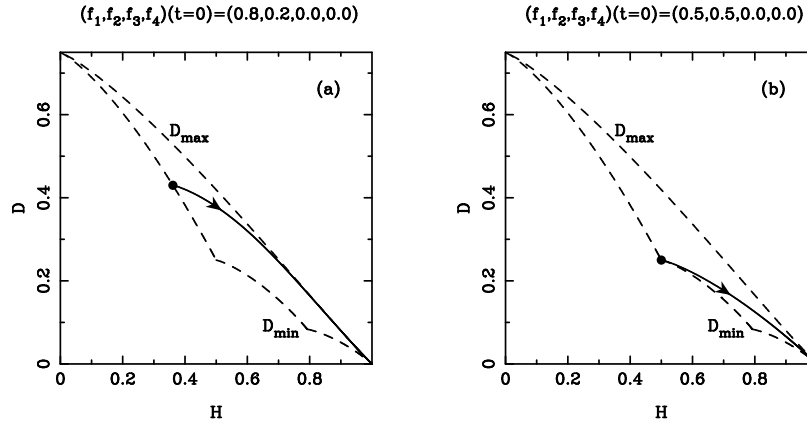 (f₁,f₂,f₃,f₄)(t=0)=(0.8,0.2,0.0,0.0)
(a)
Dmax
Dmin
D
0 0.2 0.4 0.6
0 0.2 0.4 0.6 0.8
H
(f₁,f₂,f₃,f₄)(t=0)=(0.5,0.5,0.0,0.0)
(b)
Dmax
Dmin
D
0 0.2 0.4 0.6
0 0.2 0.4 0.6 0.8
H